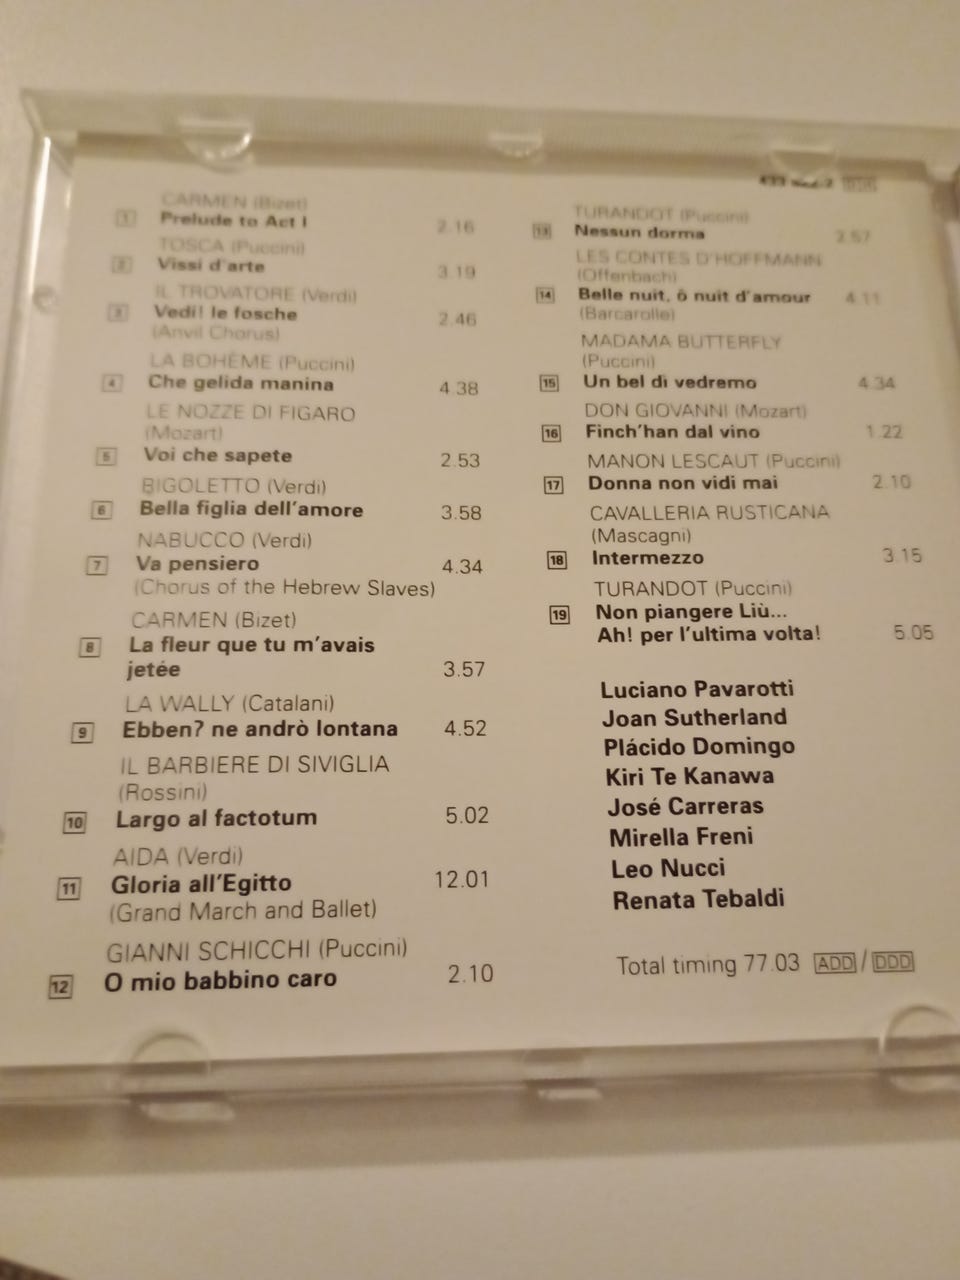 CARMEN (Bizet)
1 Prelude to Act I 2.16
TOSCA (Puccini)
2 Vissi d'arte 3.19
IL TROVATORE (Verdi)
3 Vedi! le fosche 2.46
(Anvil Chorus)
LA BOHÈME (Puccini)
4 Che gelida manina 4.38
LE NOZZE DI FIGARO
(Mozart)
5 Voi che sapete 2.53
RIGOLETTO (Verdi)
6 Bella figlia dell'amore 3.58
NABUCCO (Verdi)
7 Va pensiero 4.34
(Chorus of the Hebrew Slaves)
CARMEN (Bizet)
8 La fleur que tu m'avais
jetée 3.57
LA WALLY (Catalani)
9 Ebben? ne andrò lontana 4.52
IL BARBIERE DI SIVIGLIA
(Rossini)
10 Largo al factotum 5.02
AIDA (Verdi)
11 Gloria all'Egitto 12.01
(Grand March and Ballet)
GIANNI SCHICCHI (Puccini)
12 O mio babbino caro 2.10
TURANDOT (Puccini)
13 Nessun dorma 2.57
LES CONTES D'HOFFMANN
(Offenbach)
14 Belle nuit, ô nuit d'amour 4.11
(Barcarolle)
MADAMA BUTTERFLY
(Puccini)
15 Un bel dì vedremo 4.34
DON GIOVANNI (Mozart)
16 Finch'han dal vino 1.22
MANON LESCAUT (Puccini)
17 Donna non vidi mai 2.10
CAVALLERIA RUSTICANA
(Mascagni)
18 Intermezzo 3.15
TURANDOT (Puccini)
19 Non piangere Liù...
Ah! per l'ultima volta! 5.05
Luciano Pavarotti
Joan Sutherland
Plácido Domingo
Kiri Te Kanawa
José Carreras
Mirella Freni
Leo Nucci
Renata Tebaldi
Total timing 77.03 ADD/DDD